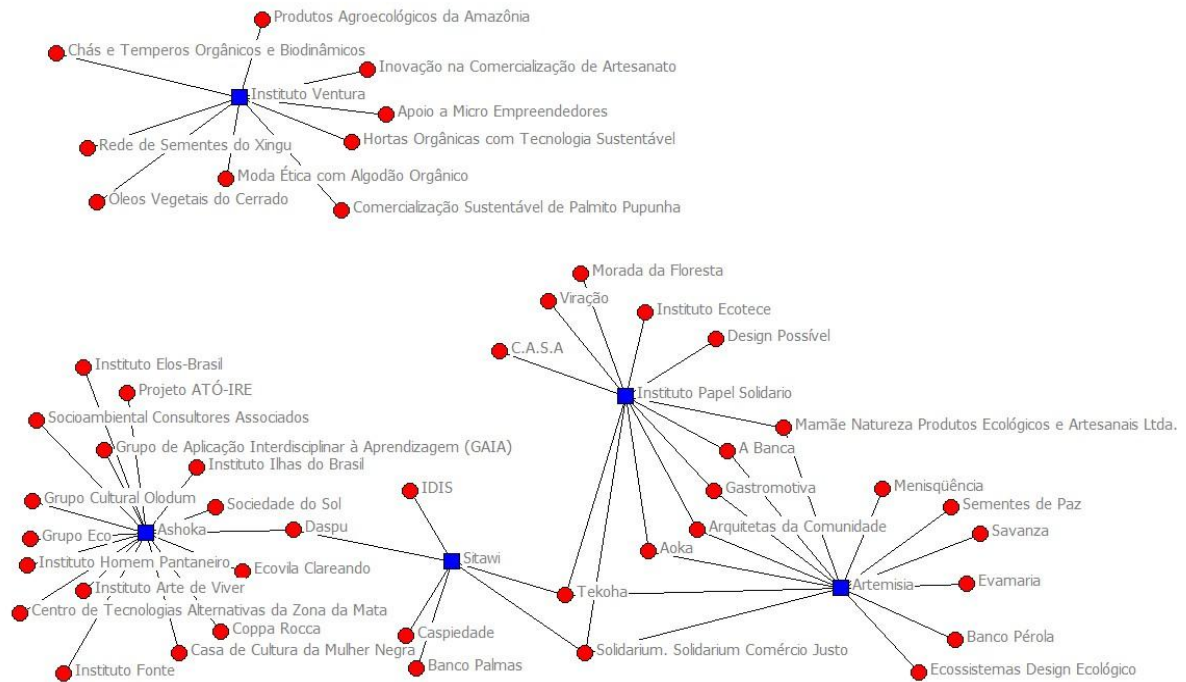 Produtos Agroecológicos da Amazônia
Chás e Temperos Orgânicos e Biodinâmicos
Inovação na Comercialização de Artesanato
Instituto Ventura
Apoio a Micro Empreendedores
Hortas Orgânicas com Tecnologia Sustentável
Rede de Sementes do Xingu
Moda Ética com Algodão Orgânico
Óleos Vegetais do Cerrado
Comercialização Sustentável de Palmito Pupunha
Morada da Floresta
Viração
Instituto Ecotece
Design Possível
C.A.S.A
Instituto Elos-Brasil
Projeto ATÓ-IRE
Instituto Papel Solidario
Socioambiental Consultores Associados
Mamãe Natureza Produtos Ecológicos e Artesanais Ltda.
Grupo de Aplicação Interdisciplinar à Aprendizagem (GAIA)
A Banca
Instituto Ilhas do Brasil
IDIS
Gastromotiva
Menisqüência
Grupo Cultural Olodum
Sociedade do Sol
Sementes de Paz
Ashoka
Daspu
Arquitetas da Comunidade
Savanza
Grupo Eco
Aoka
Instituto Homem Pantaneiro
Sitawi
Ecovila Clareando
Evamaria
Artemisia
Instituto Arte de Viver
Tekoha
Centro de Tecnologias Alternativas da Zona da Mata
Coppa Rocca
Caspiedade
Banco Pérola
Casa de Cultura da Mulher Negra
Solidarium. Solidarium Comércio Justo
Instituto Fonte
Banco Palmas
Ecossistemas Design Ecológico